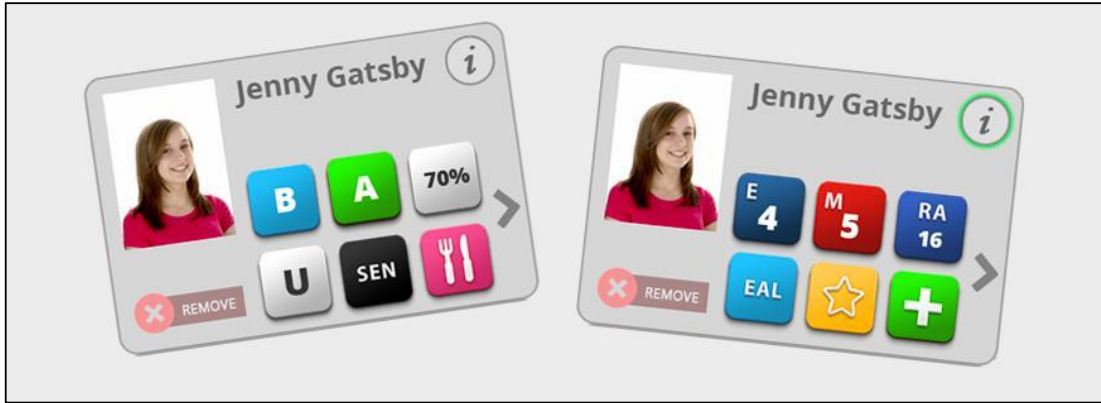 Jenny Gatsby i
B A 70%
U SEN
REMOVE
Jenny Gatsby i
E 4 M 5 RA 16
EAL
REMOVE